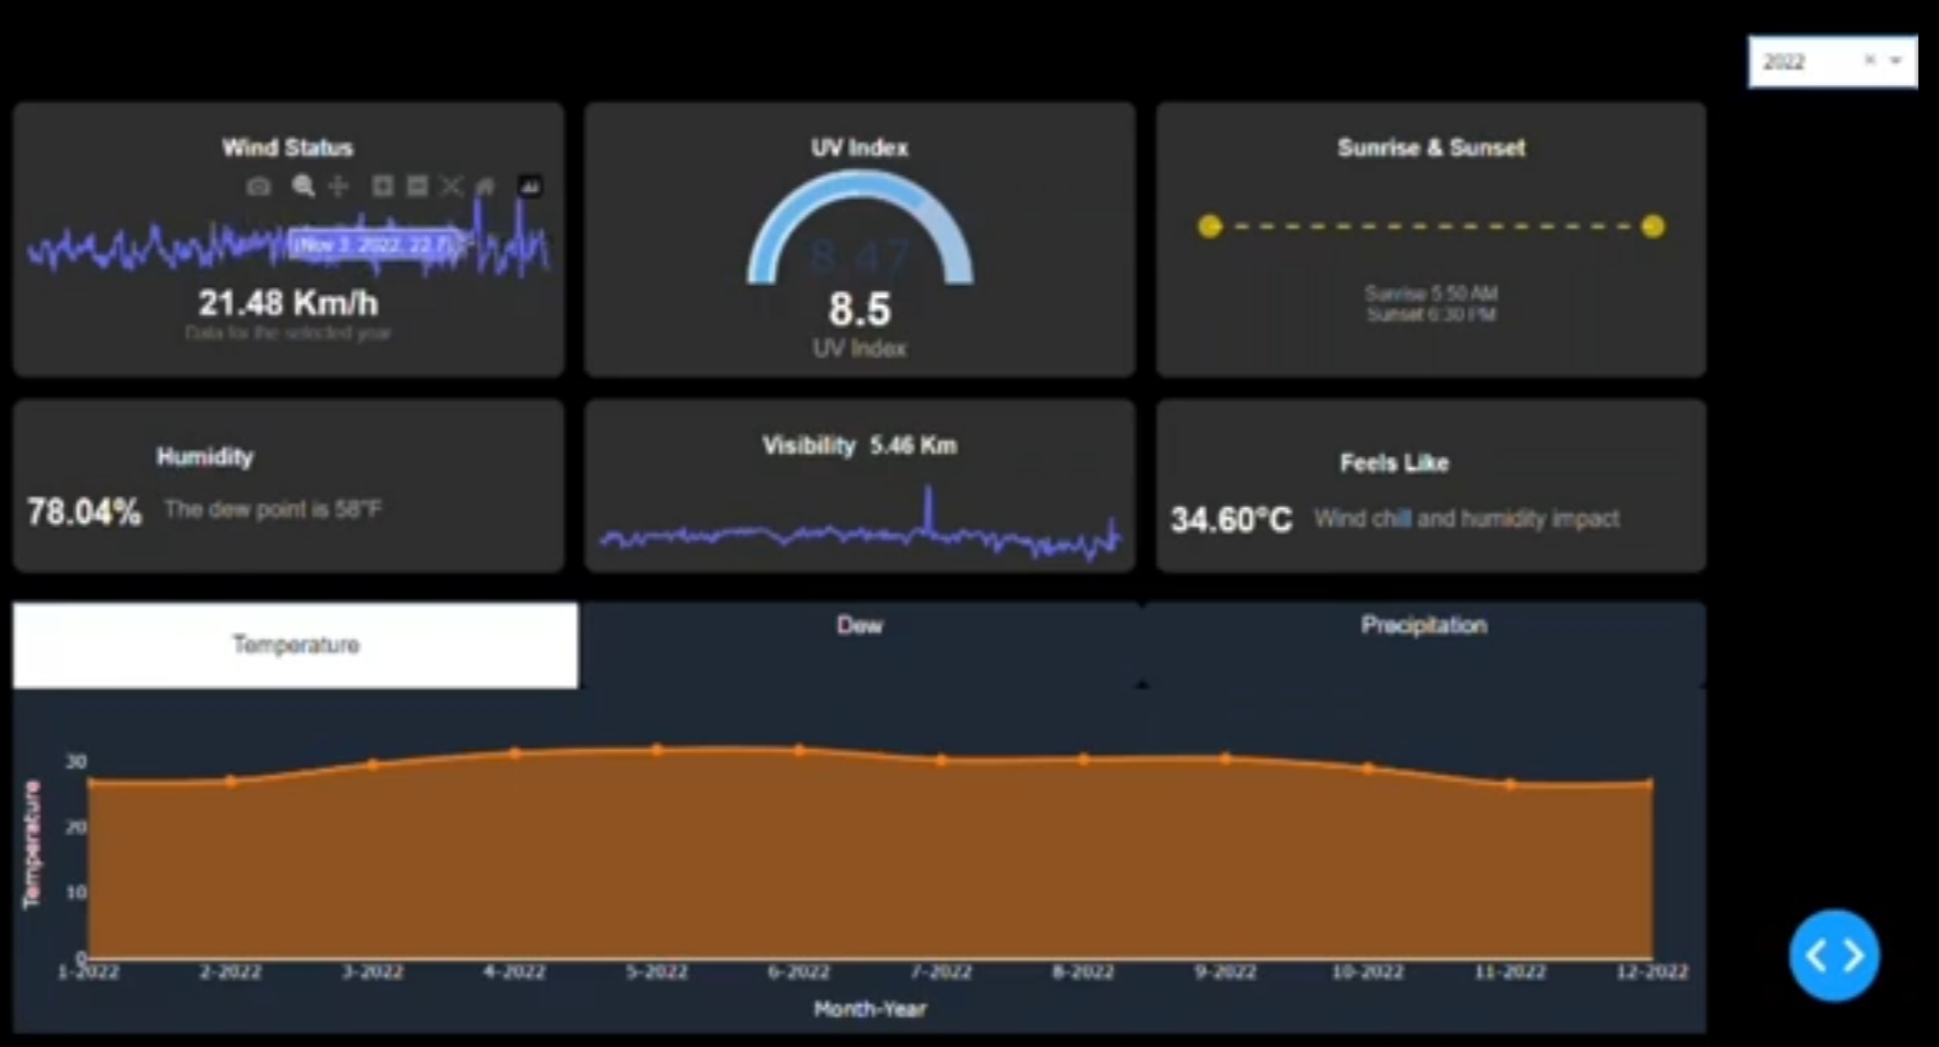 2022
Wind Status
(Nov 3, 2022, 22.7)
21.48 Km/h
Data for the selected year
UV Index
8.47
8.5
UV Index
Sunrise & Sunset
Sunrise 5:50 AM
Sunset 6:30 PM
Humidity
78.04% The dew point is 58°F
Visibility 5.46 Km
Feels Like
34.60°C Wind chill and humidity impact
Temperature
Dew
Precipitation
Temperature
30
20
10
0
1-2022 2-2022 3-2022 4-2022 5-2022 6-2022 7-2022 8-2022 9-2022 10-2022 11-2022 12-2022
Month-Year